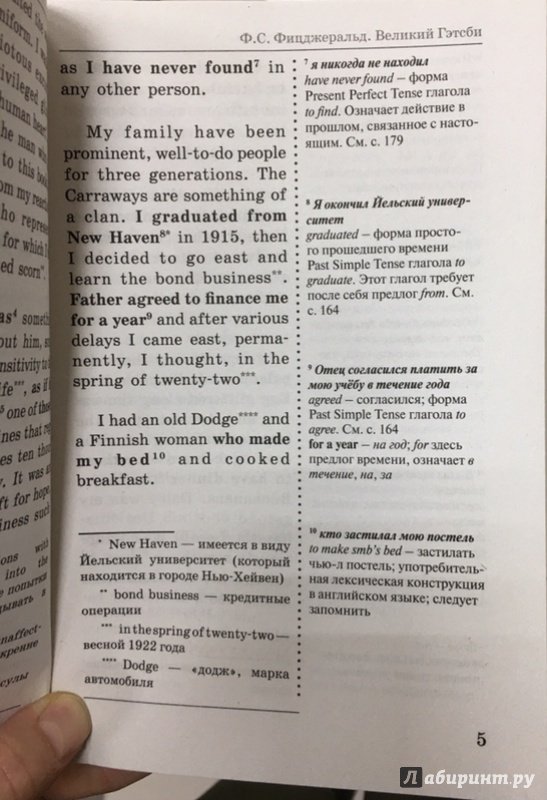 Ф.С. Фицджеральд. Великий Гэтсби
as I have never found⁷ in
any other person.
My family have been
prominent, well-to-do people
for three generations. The
Carraways are something of
a clan. I graduated from
New Haven⁸* in 1915, then
I decided to go east and
learn the bond business**.
Father agreed to finance me
for a year⁹ and after various
delays I came east, perma-
nently, I thought, in the
spring of twenty-two***.
I had an old Dodge**** and
a Finnish woman who made
my bed¹⁰ and cooked
breakfast.
* New Haven — имеется в виду
Йельский университет (который
находится в городе Нью-Хейвен)
** bond business — кредитные
операции
*** in the spring of twenty-two —
весной 1922 года
**** Dodge — «додж», марка
автомобиля
⁷ я никогда не находил
have never found – форма
Present Perfect Tense глагола
to find. Означает действие в
прошлом, связанное с насто-
ящим. См. с. 179
⁸ Я окончил Йельский универ-
ситет
graduated – форма просто-
го прошедшего времени
Past Simple Tense глагола to
graduate. Этот глагол требует
после себя предлог from. См.
с. 164
⁹ Отец согласился платить за
мою учёбу в течение года
agreed – согласился; форма
Past Simple Tense глагола to
agree. См. с. 164
for a year – на год; for здесь
предлог времени, означает в
течение, на, за
¹⁰ кто застилал мою постель
to make smb's bed – застилать
чью-л постель; употребитель-
ная лексическая конструкция
в английском языке; следует
запомнить
5
Лабиринт.ру